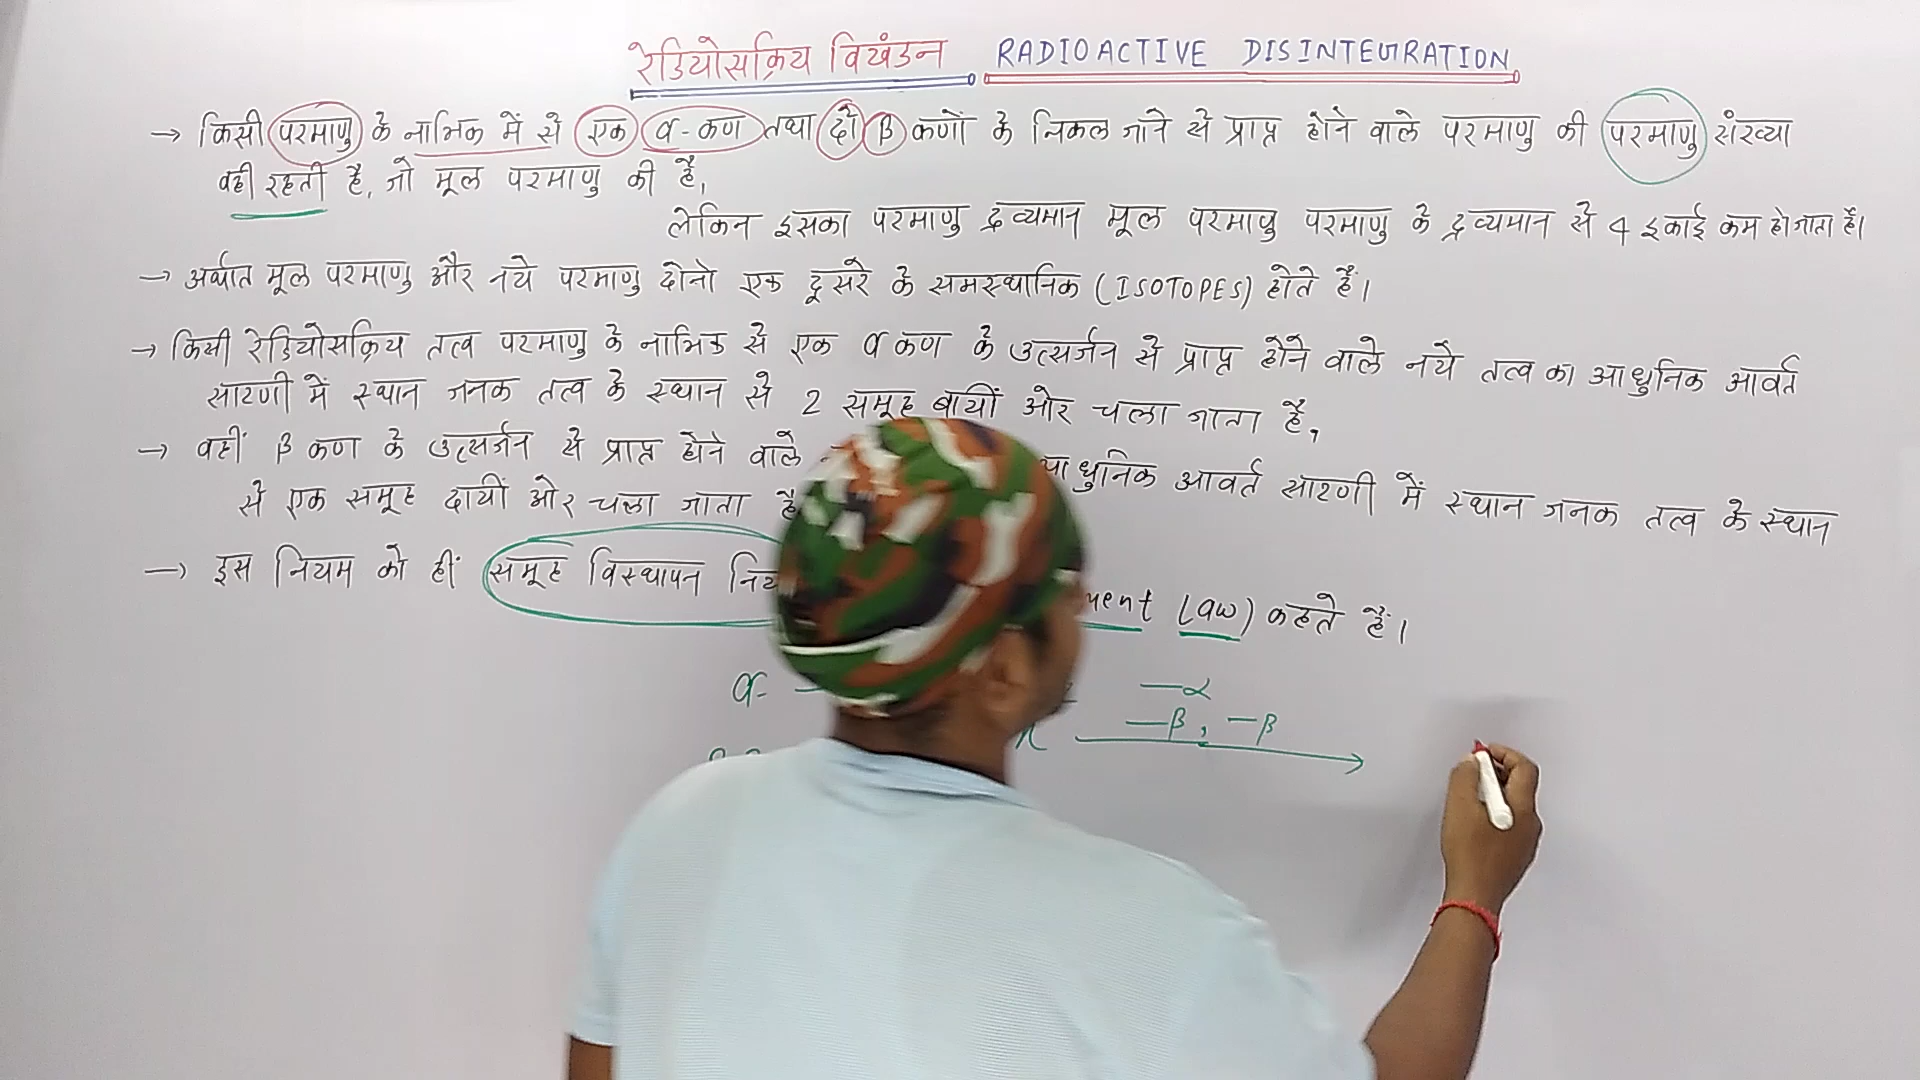 रेडियोसक्रिय विखंडन RADIOACTIVE DISINTEGRATION
→ किसी परमाणु के नाभिक में से एक α-कण तथा दो β कणों के निकल जाने से प्राप्त होने वाले परमाणु की परमाणु संख्या
वही रहती है, जो मूल परमाणु की है,
लेकिन इसका परमाणु द्रव्यमान मूल परमाणु परमाणु के द्रव्यमान से 4 इकाई कम हो जाता है।
→ अर्थात मूल परमाणु और नये परमाणु दोनो एक दूसरे के समस्थानिक (ISOTOPES) होते हैं।
→ किसी रेडियोसक्रिय तत्व परमाणु के नाभिक से एक α कण के उत्सर्जन से प्राप्त होने वाले नये तत्व का आधुनिक आवर्त
सारणी में स्थान जनक तत्व के स्थान से 2 समूह बायीं ओर चला जाता है,
→ वहीं β कण के उत्सर्जन से प्राप्त होने वाले आवर्त सारणी में स्थान जनक तत्व के स्थान
से एक समूह दायीं ओर चला जाता है
→ इस नियम को हीं समूह विस्थापन law) कहते हैं।
α- —α
—β, —β